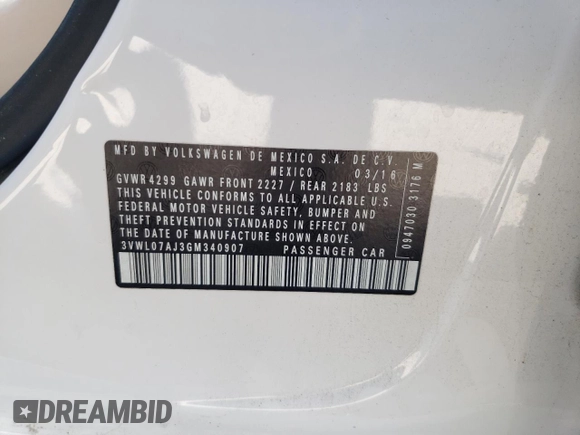 MFD BY VOLKSWAGEN DE MEXICO S.A. DE C.V.
MEXICO 03/16
GVWR 4299 GAWR FRONT 2227 / REAR 2183 LBS
THIS VEHICLE CONFORMS TO ALL APPLICABLE U.S.
FEDERAL MOTOR VEHICLE SAFETY, BUMPER AND
THEFT PREVENTION STANDARDS IN EFFECT ON
THE DATE OF MANUFACTURE SHOWN ABOVE.
3VWL07AJ3GM340907 PASSENGER CAR
0947030 3176 M
DREAMBID